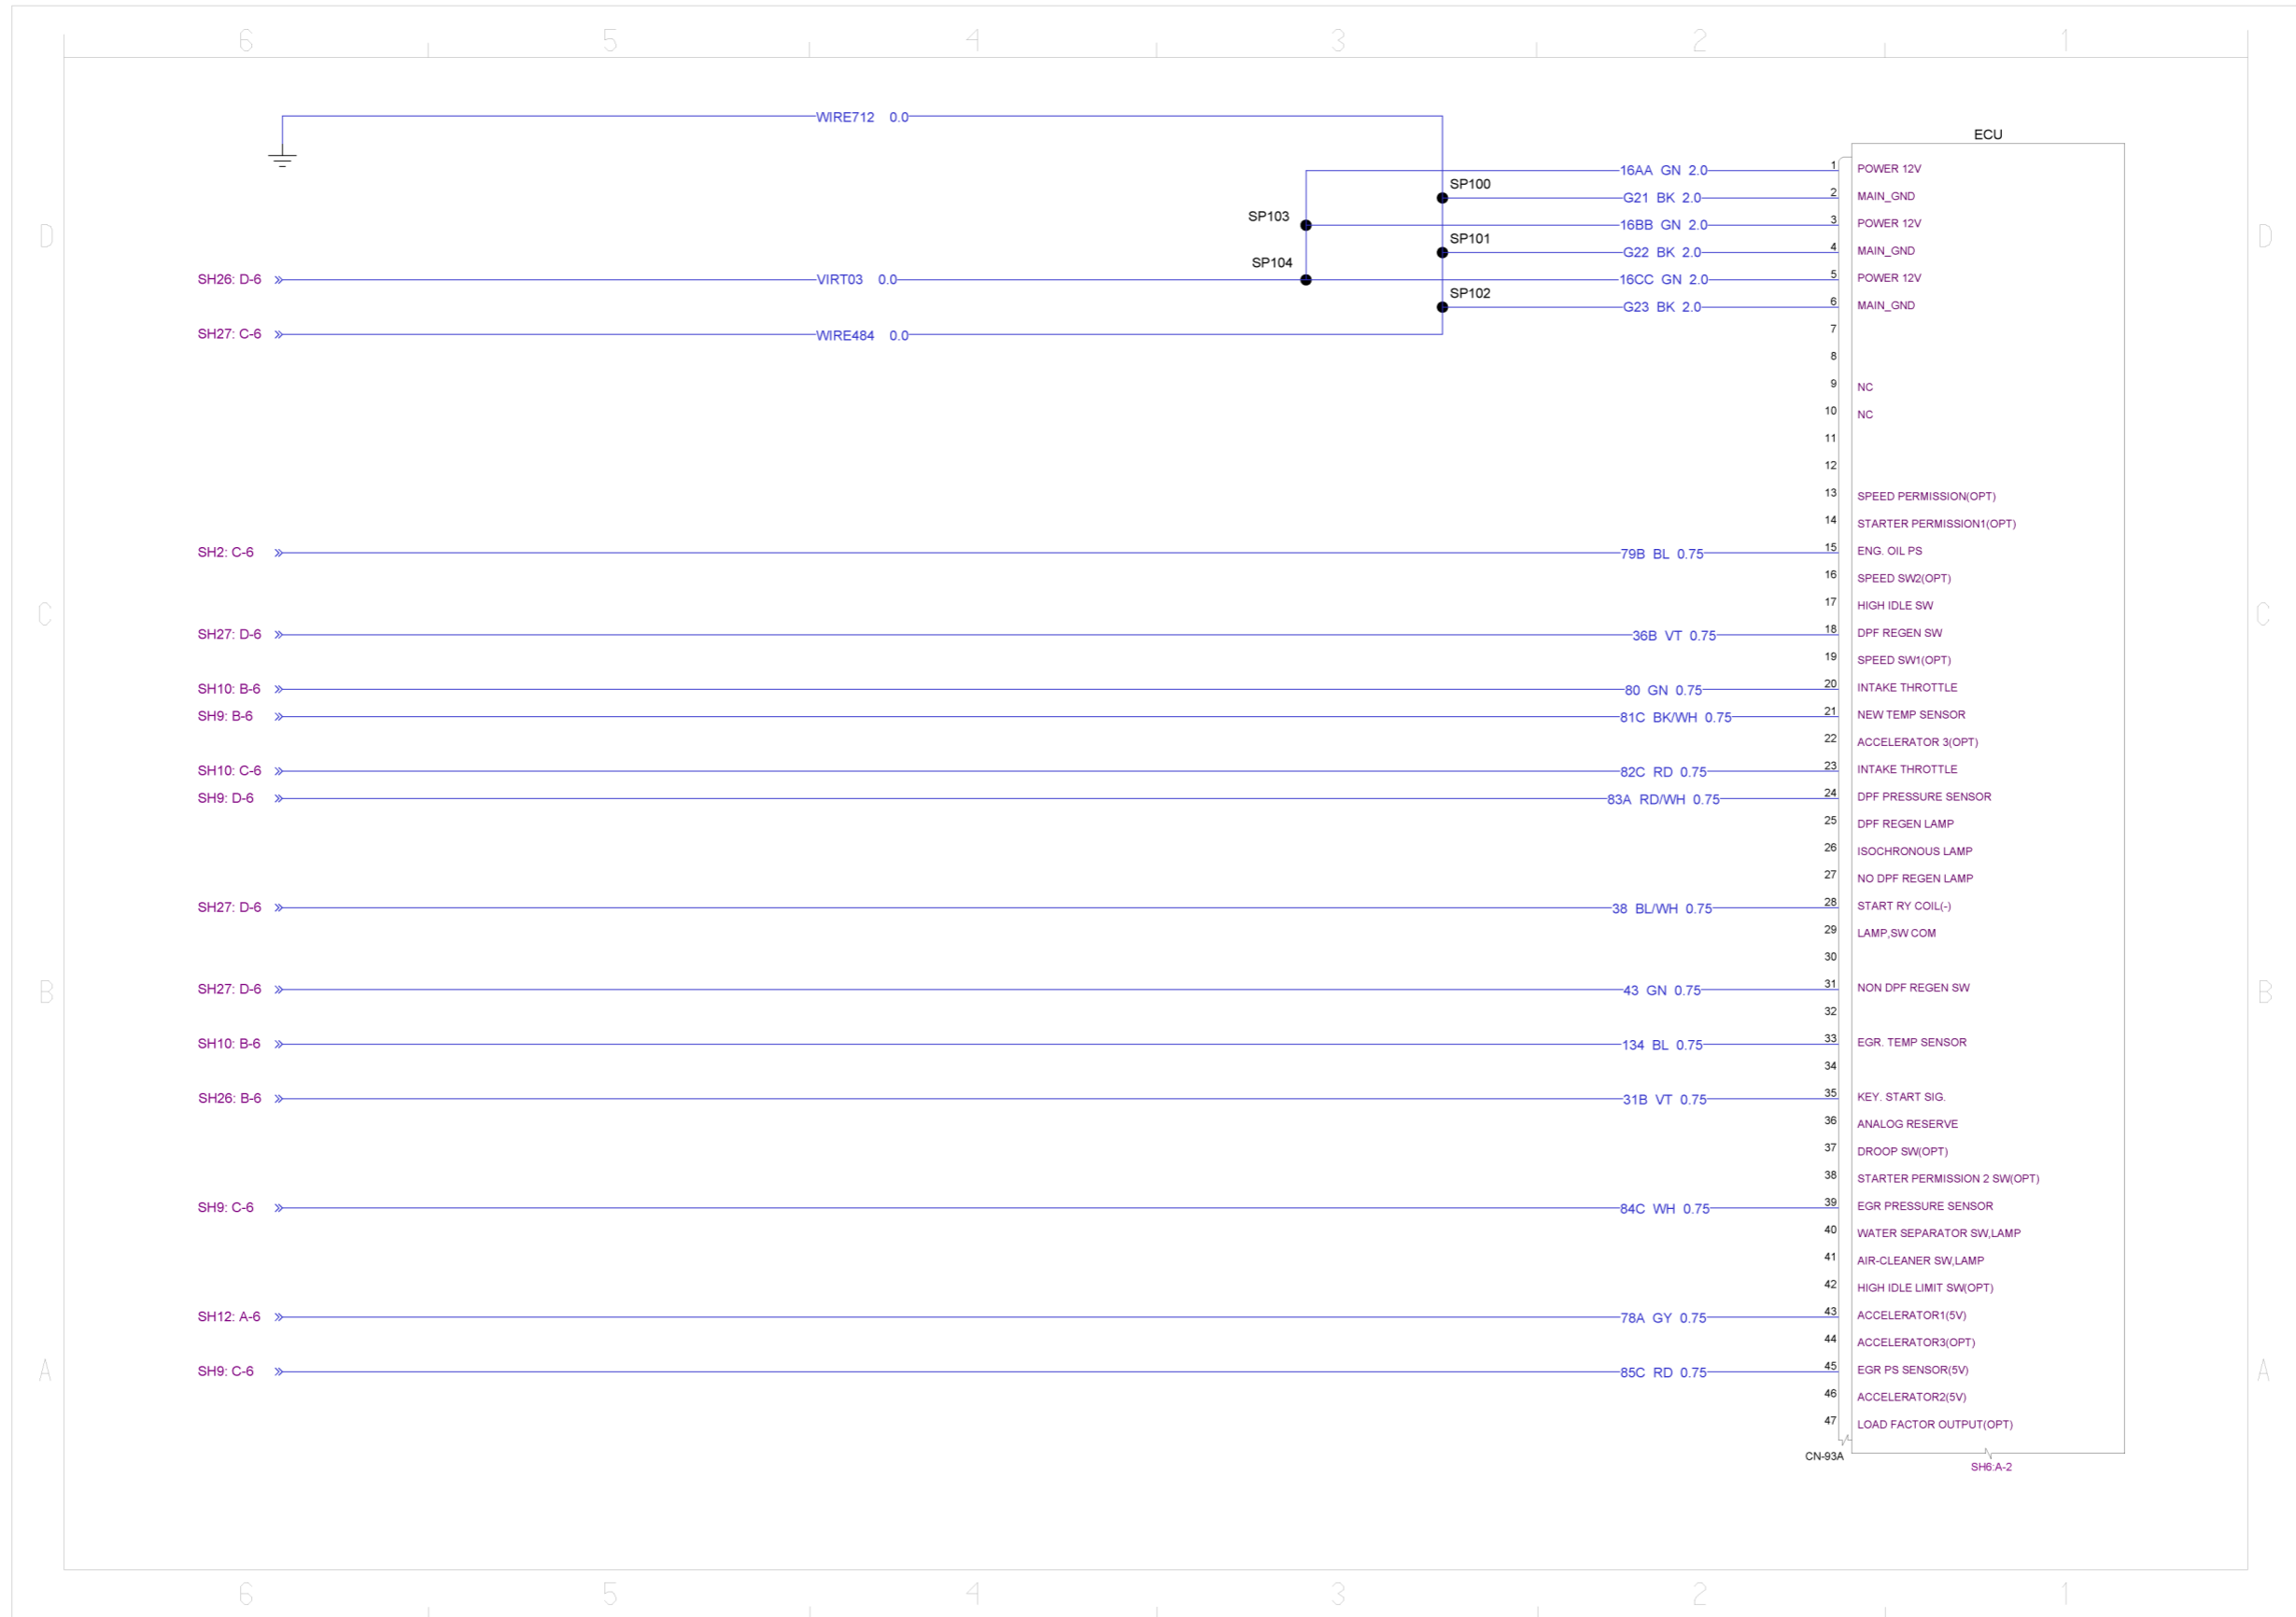 6 5 4 3 2 1
WIRE712 0.0
ECU
16AA GN 2.0 1 POWER 12V
SP100
G21 BK 2.0 2 MAIN_GND
SP103
16BB GN 2.0 3 POWER 12V
SP101
D G22 BK 2.0 4 MAIN_GND D
SP104
SH26: D-6 VIRT03 0.0 16CC GN 2.0 5 POWER 12V
SP102
G23 BK 2.0 6 MAIN_GND
SH27: C-6 WIRE484 0.0 7
8
9 NC
10 NC
11
12
13 SPEED PERMISSION(OPT)
14 STARTER PERMISSION1(OPT)
SH2: C-6 79B BL 0.75 15 ENG. OIL PS
16 SPEED SW2(OPT)
C 17 HIGH IDLE SW C
SH27: D-6 36B VT 0.75 18 DPF REGEN SW
19 SPEED SW1(OPT)
SH10: B-6 80 GN 0.75 20 INTAKE THROTTLE
SH9: B-6 81C BK/WH 0.75 21 NEW TEMP SENSOR
22 ACCELERATOR 3(OPT)
SH10: C-6 82C RD 0.75 23 INTAKE THROTTLE
SH9: D-6 83A RD/WH 0.75 24 DPF PRESSURE SENSOR
25 DPF REGEN LAMP
26 ISOCHRONOUS LAMP
27 NO DPF REGEN LAMP
SH27: D-6 38 BL/WH 0.75 28 START RY COIL(-)
29 LAMP,SW COM
30
B SH27: D-6 43 GN 0.75 31 NON DPF REGEN SW B
32
SH10: B-6 134 BL 0.75 33 EGR. TEMP SENSOR
34
SH26: B-6 31B VT 0.75 35 KEY. START SIG.
36 ANALOG RESERVE
37 DROOP SW(OPT)
38 STARTER PERMISSION 2 SW(OPT)
SH9: C-6 84C WH 0.75 39 EGR PRESSURE SENSOR
40 WATER SEPARATOR SW,LAMP
41 AIR-CLEANER SW,LAMP
42 HIGH IDLE LIMIT SW(OPT)
SH12: A-6 78A GY 0.75 43 ACCELERATOR1(5V)
44 ACCELERATOR3(OPT)
A SH9: C-6 85C RD 0.75 45 EGR PS SENSOR(5V) A
46 ACCELERATOR2(5V)
47 LOAD FACTOR OUTPUT(OPT)
CN-93A
SH6:A-2
6 5 4 3 2 1